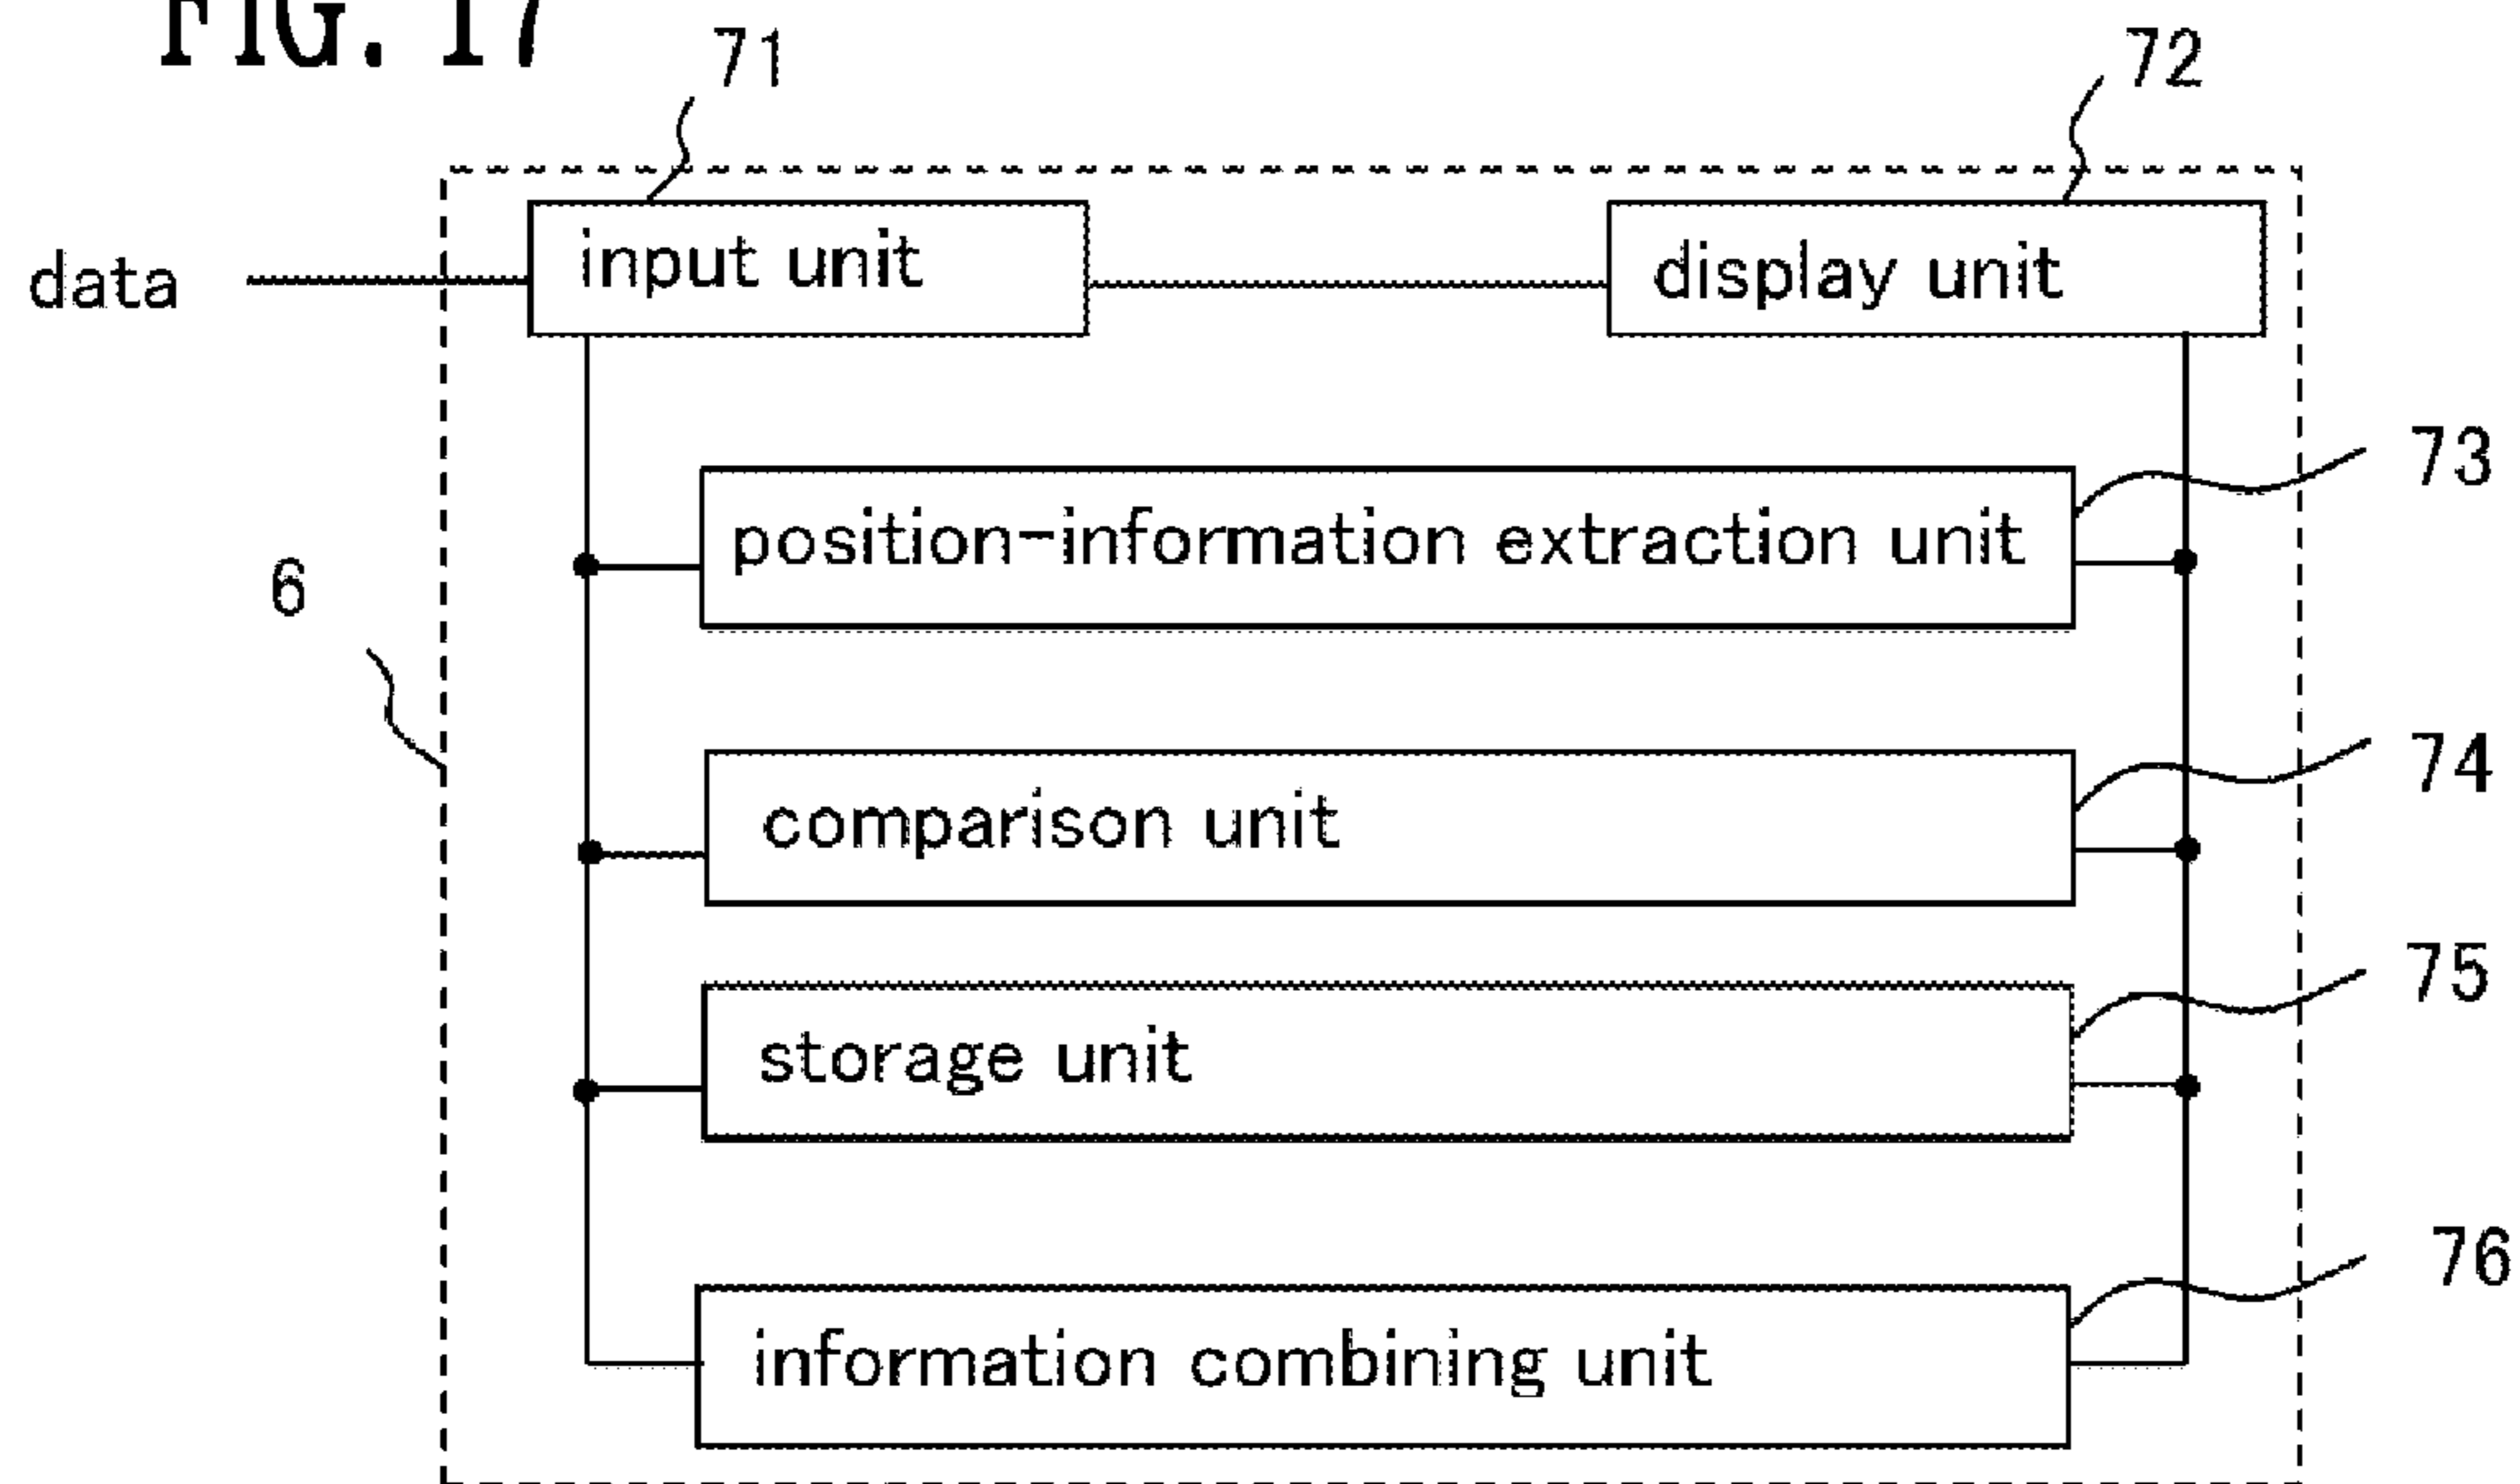 FIG. 17
71
72
data
input unit
display unit
73
position-information extraction unit
6
74
comparison unit
75
storage unit
76
information combining unit